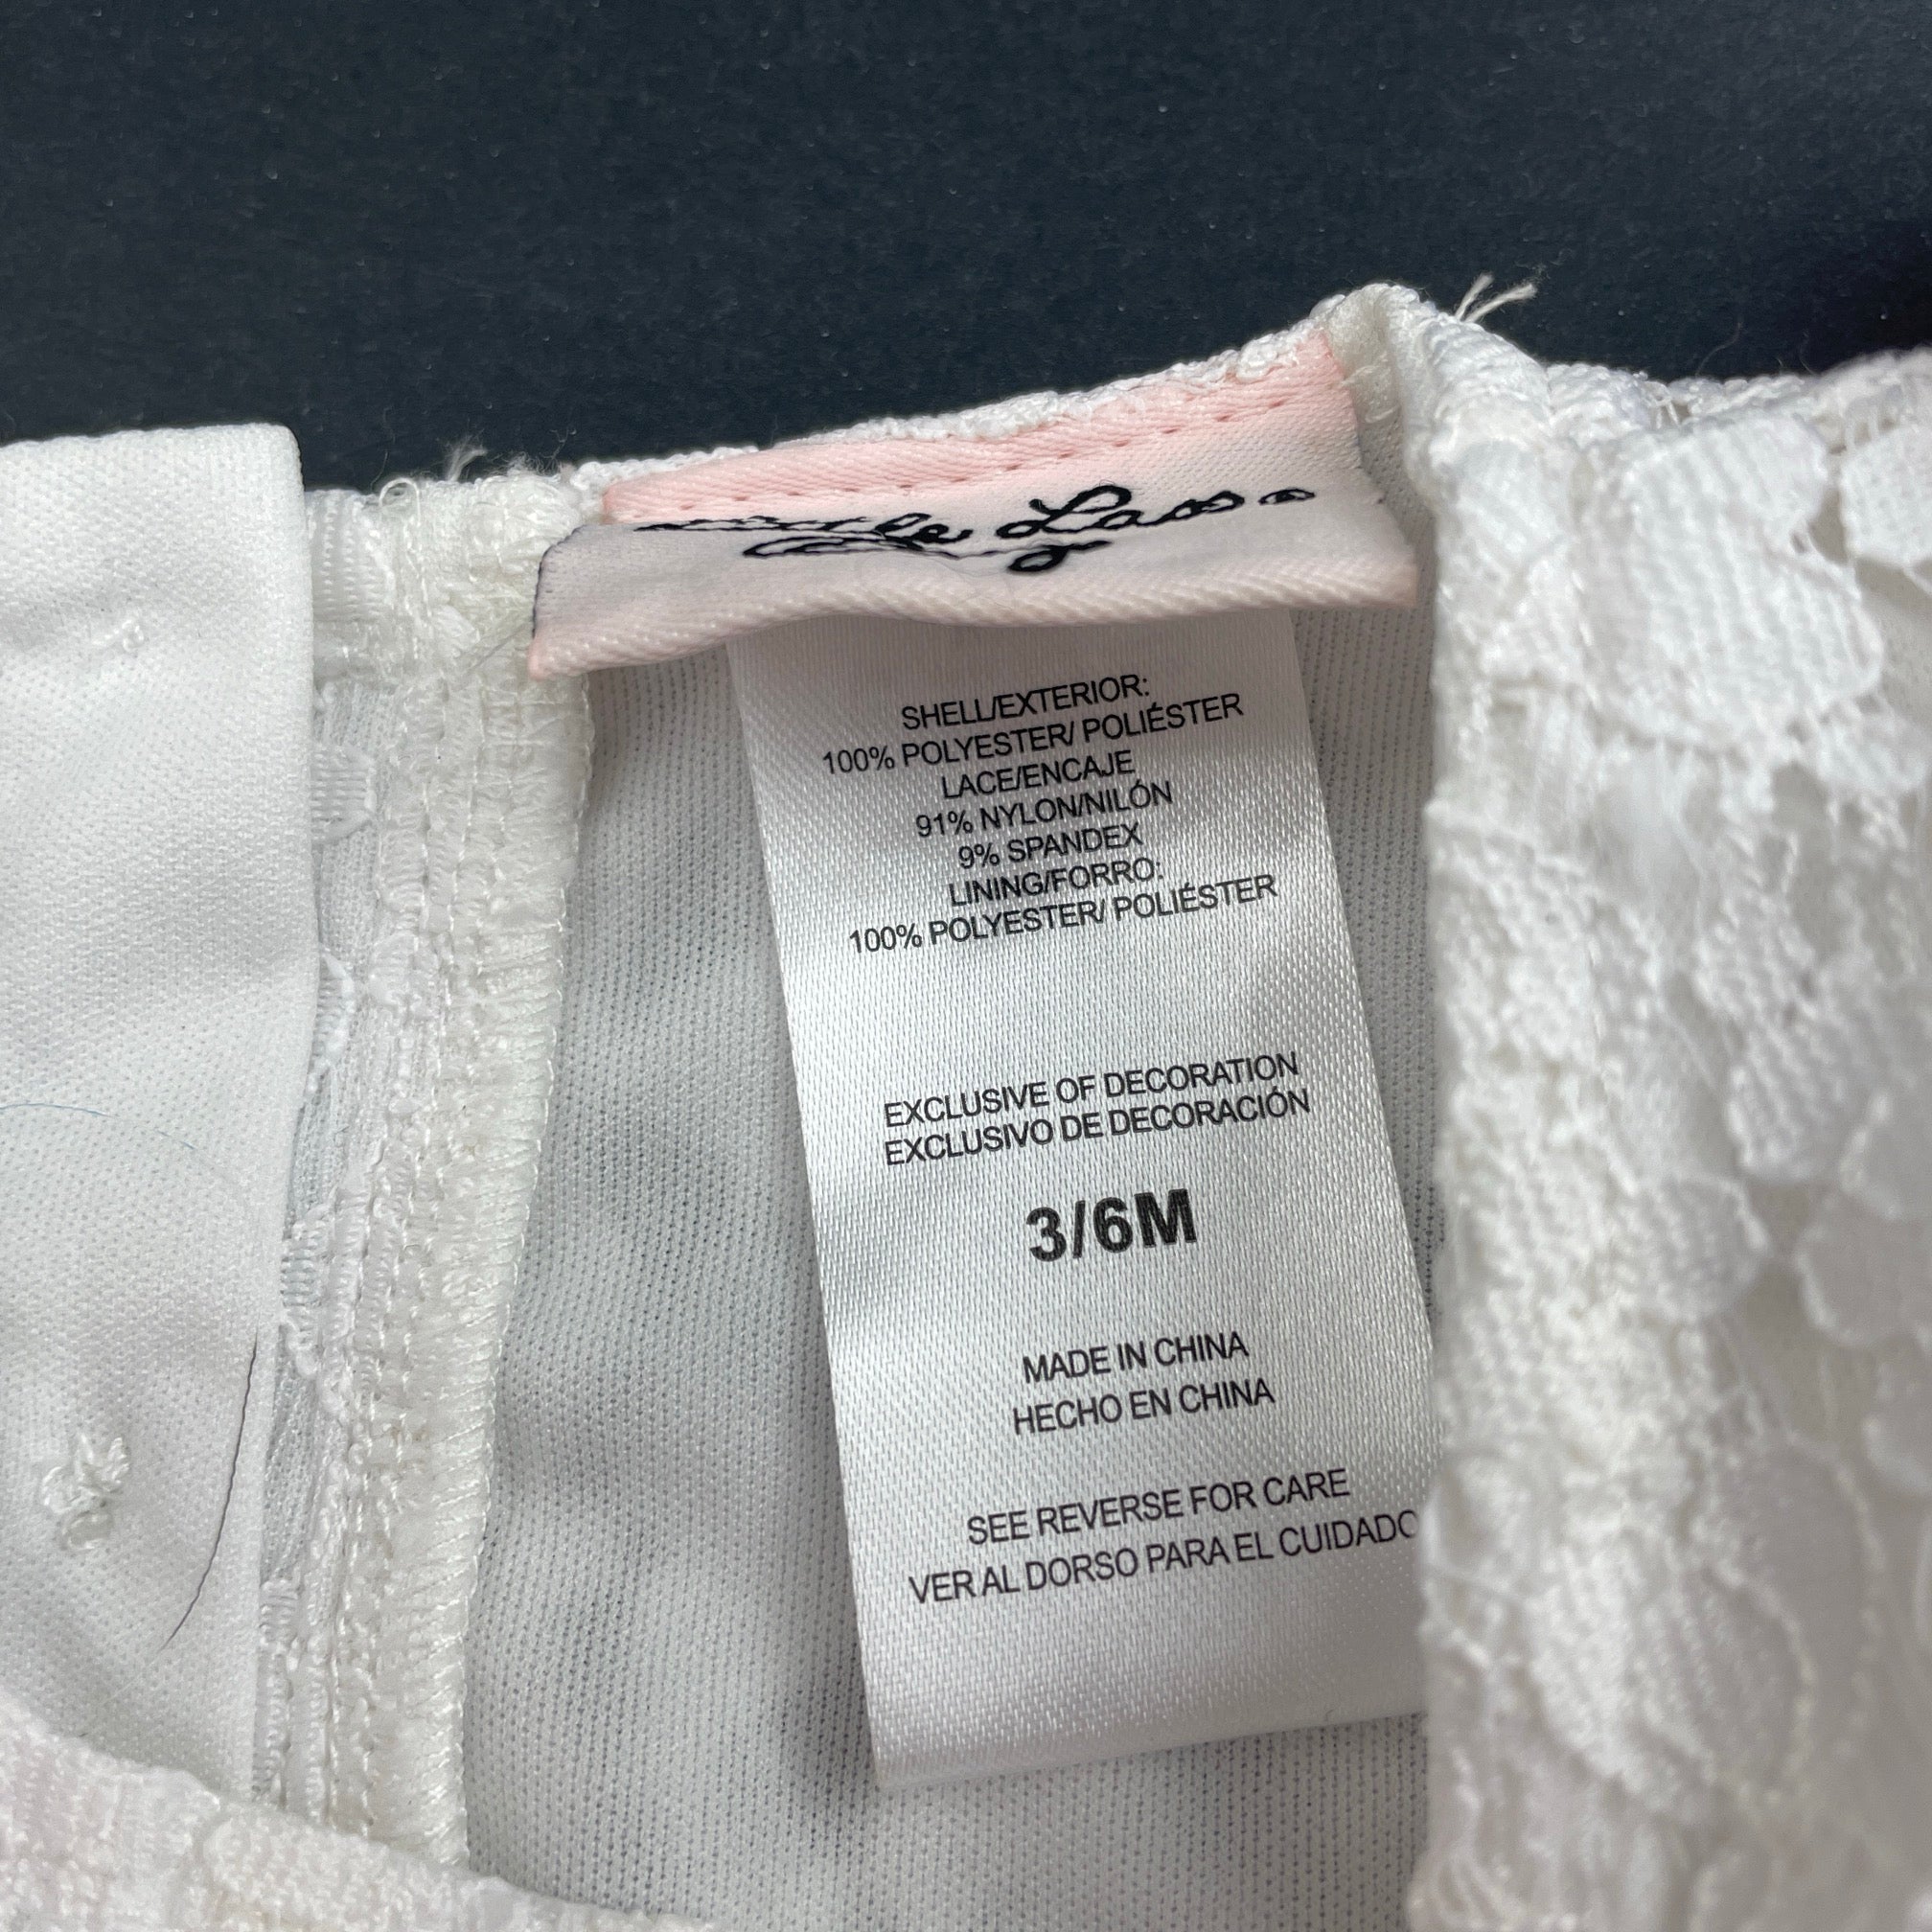 Lass
SHELL/EXTERIOR:
100% POLYESTER/ POLIÉSTER
LACE/ENCAJE
91% NYLON/NILÓN
9% SPANDEX
LINING/FORRO:
100% POLYESTER/ POLIÉSTER
EXCLUSIVE OF DECORATION
EXCLUSIVO DE DECORACIÓN
3/6M
MADE IN CHINA
HECHO EN CHINA
SEE REVERSE FOR CARE
VER AL DORSO PARA EL CUIDADO